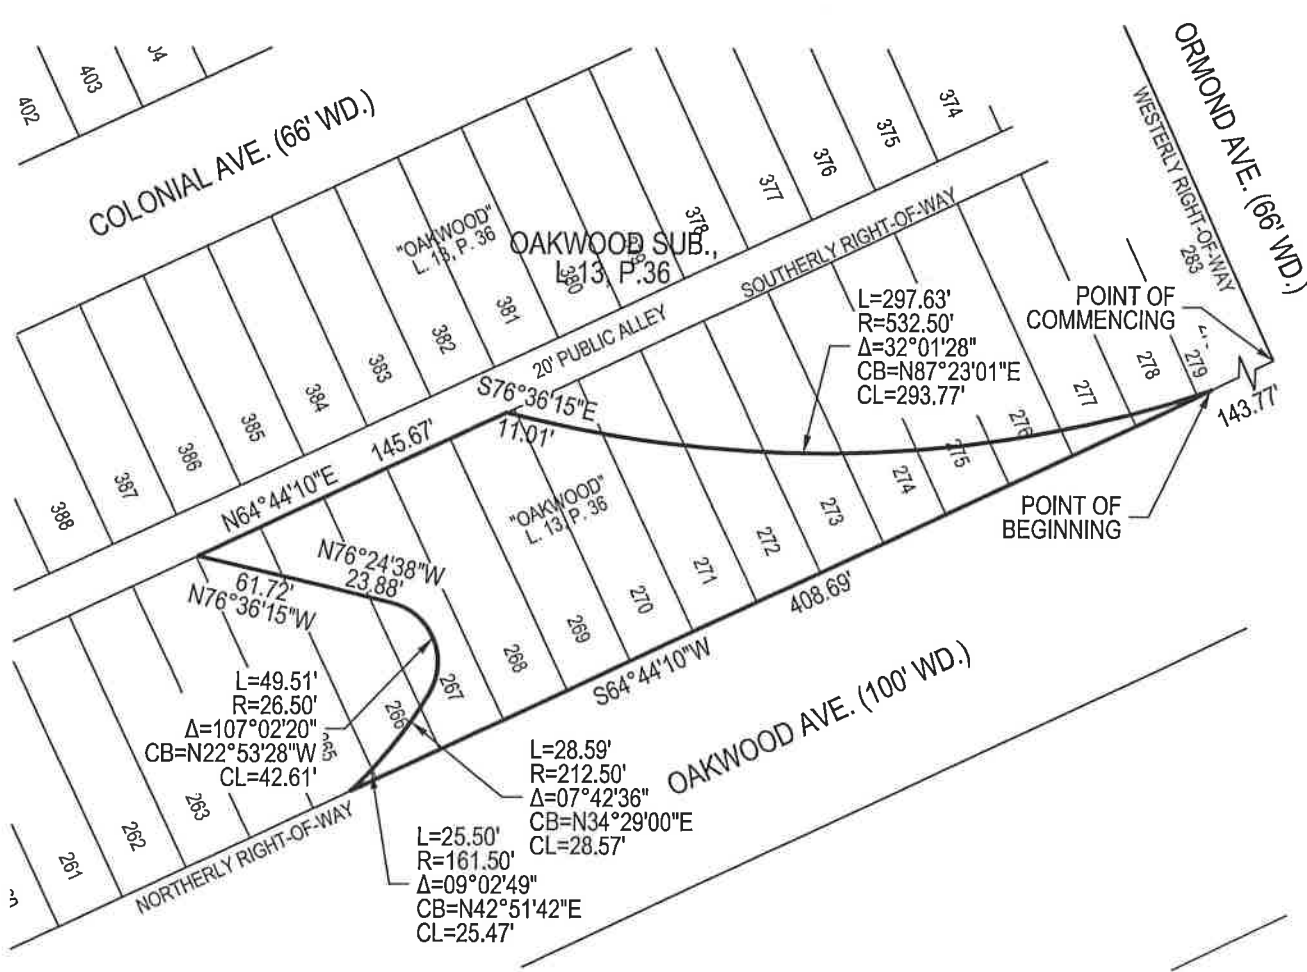 402
403
COLONIAL AVE. (66' WD.)
374
375
376
377
378
ORMOND AVE. (66' WD.)
WESTERLY RIGHT-OF-WAY
283
"OAKWOOD"
L. 13, P. 36
OAKWOOD SUB.,
L.13, P.36
380
381
382
383
384
385
386
387
388
20' PUBLIC ALLEY
SOUTHERLY RIGHT-OF-WAY
L=297.63'
R=532.50'
Δ=32°01'28"
CB=N87°23'01"E
CL=293.77'
POINT OF
COMMENCING
279
278
277
276
275
274
273
272
271
270
269
268
267
266
143.77'
POINT OF
BEGINNING
S76°36'15"E
11.01'
N64°44'10"E
145.67'
"OAKWOOD"
L. 13, P. 36
N76°24'38"W
23.88'
61.72'
N76°36'15"W
408.69'
S64°44'10"W
OAKWOOD AVE. (100' WD.)
L=49.51'
R=26.50'
Δ=107°02'20"
CB=N22°53'28"W
CL=42.61'
263
262
261
NORTHERLY RIGHT-OF-WAY
L=28.59'
R=212.50'
Δ=07°42'36"
CB=N34°29'00"E
CL=28.57'
L=25.50'
R=161.50'
Δ=09°02'49"
CB=N42°51'42"E
CL=25.47'